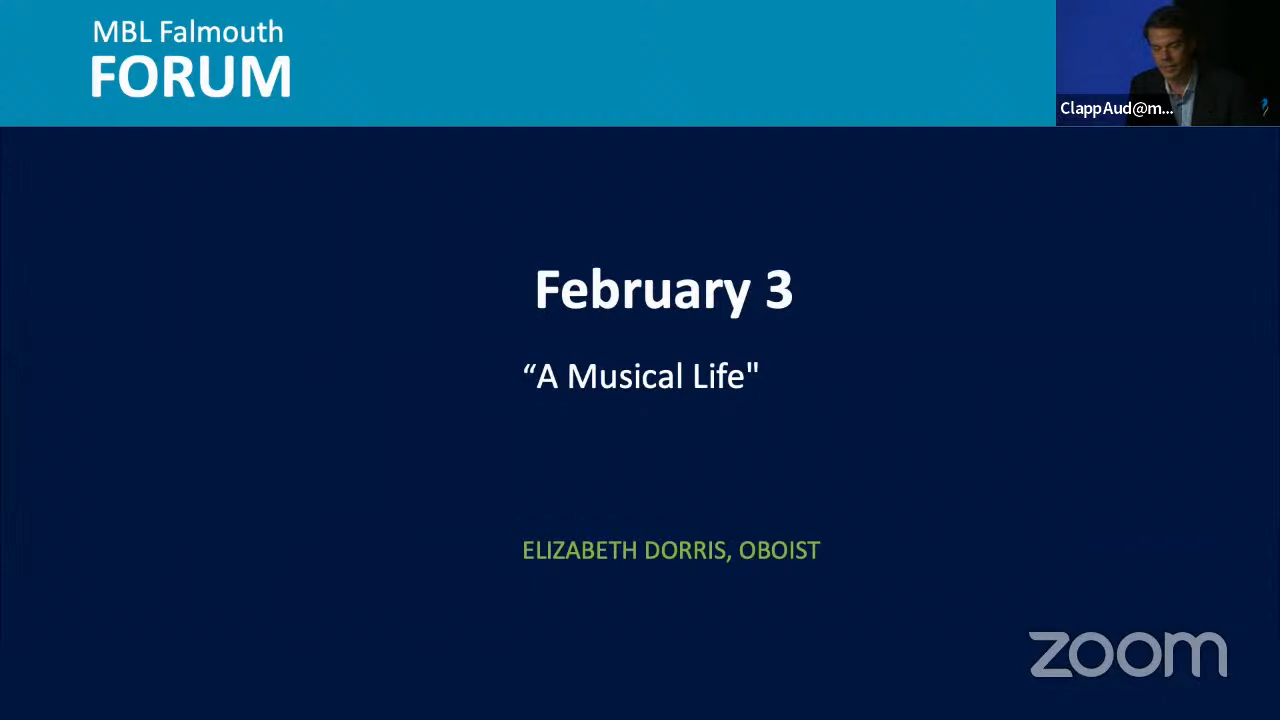 MBL Falmouth
FORUM
ClappAud@m...
February 3
“A Musical Life"
ELIZABETH DORRIS, OBOIST
zoom